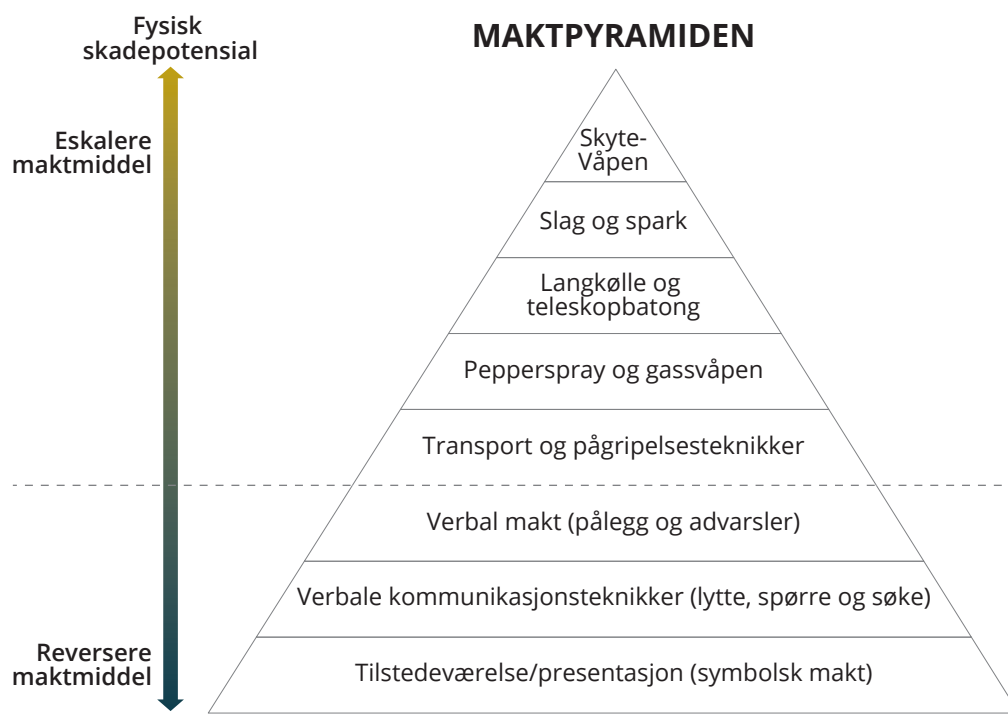 Fysisk
skadepotensial
MAKTPYRAMIDEN
Eskalere
maktmiddel
Skyte-
Våpen
Slag og spark
Langkølle og
teleskopbatong
Pepperspray og gassvåpen
Transport og pågripelsesteknikker
Verbal makt (pålegg og advarsler)
Verbale kommunikasjonsteknikker (lytte, spørre og søke)
Reversere
maktmiddel
Tilstedeværelse/presentasjon (symbolsk makt)